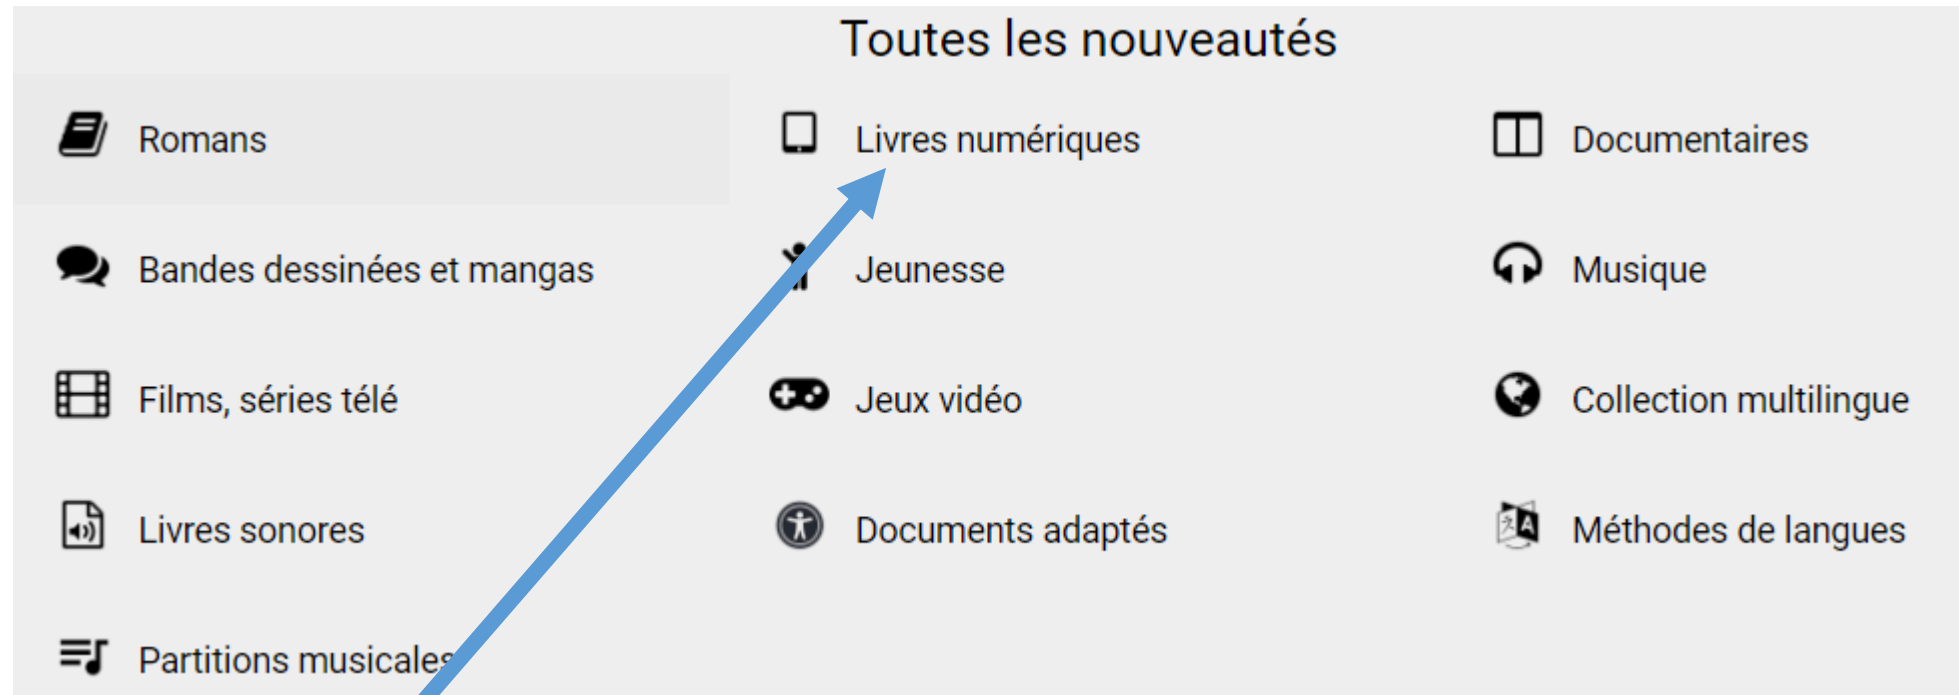 Toutes les nouveautés
Romans
Livres numériques
Documentaires
Bandes dessinées et mangas
Jeunesse
Musique
Films, séries télé
Jeux vidéo
Collection multilingue
Livres sonores
Documents adaptés
Méthodes de langues
Partitions musicales